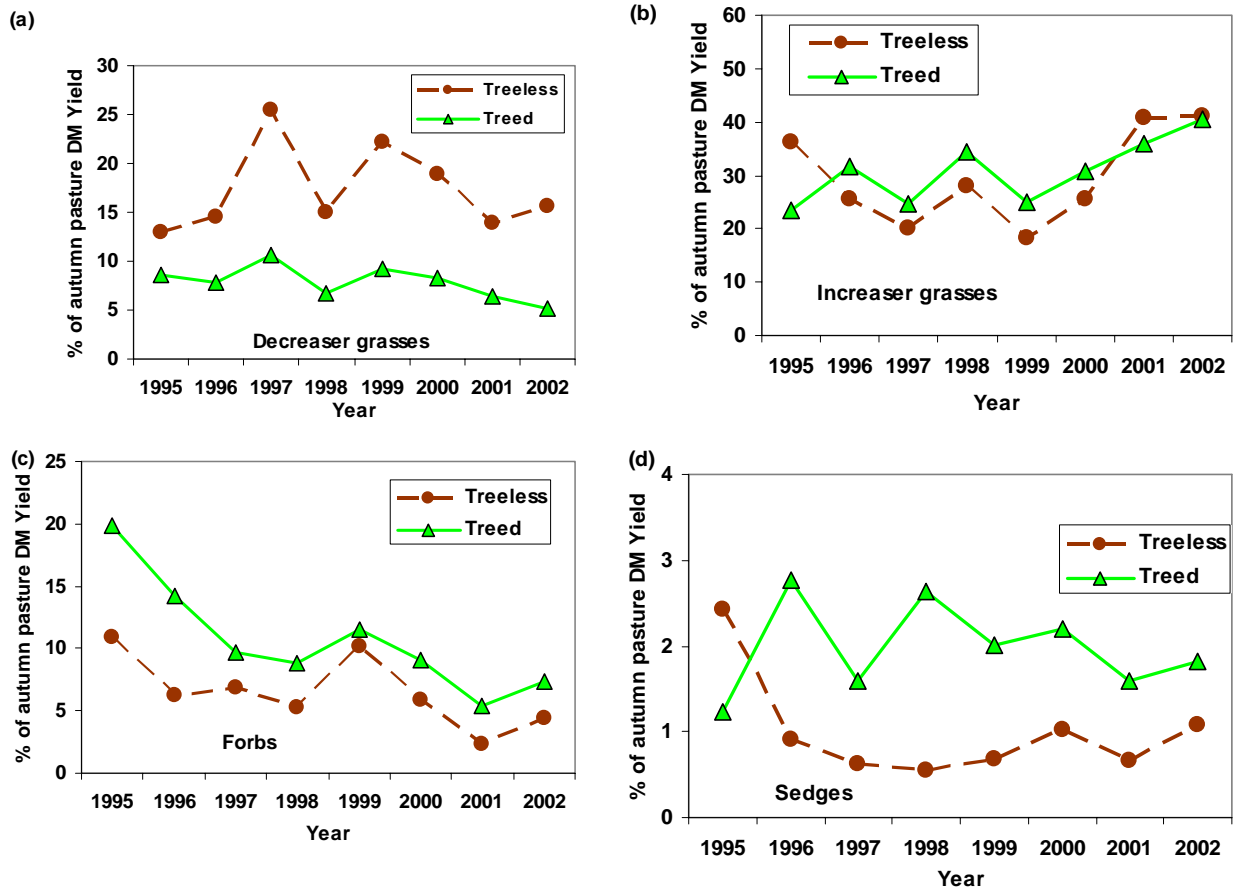 (a)
% of autumn pasture DM Yield
30
25
20
15
10
5
0
Treeless
Treed
Decreaser grasses
1995 1996 1997 1998 1999 2000 2001 2002
Year
(b)
% of autumn pasture DM Yield
60
50
40
30
20
10
0
Treeless
Treed
Increaser grasses
1995 1996 1997 1998 1999 2000 2001 2002
Year
(c)
% of autumn pasture DM Yield
25
20
15
10
5
0
Treeless
Treed
Forbs
1995 1996 1997 1998 1999 2000 2001 2002
Year
(d)
% of autumn pasture DM Yield
4
3
2
1
0
Treeless
Treed
Sedges
1995 1996 1997 1998 1999 2000 2001 2002
Year